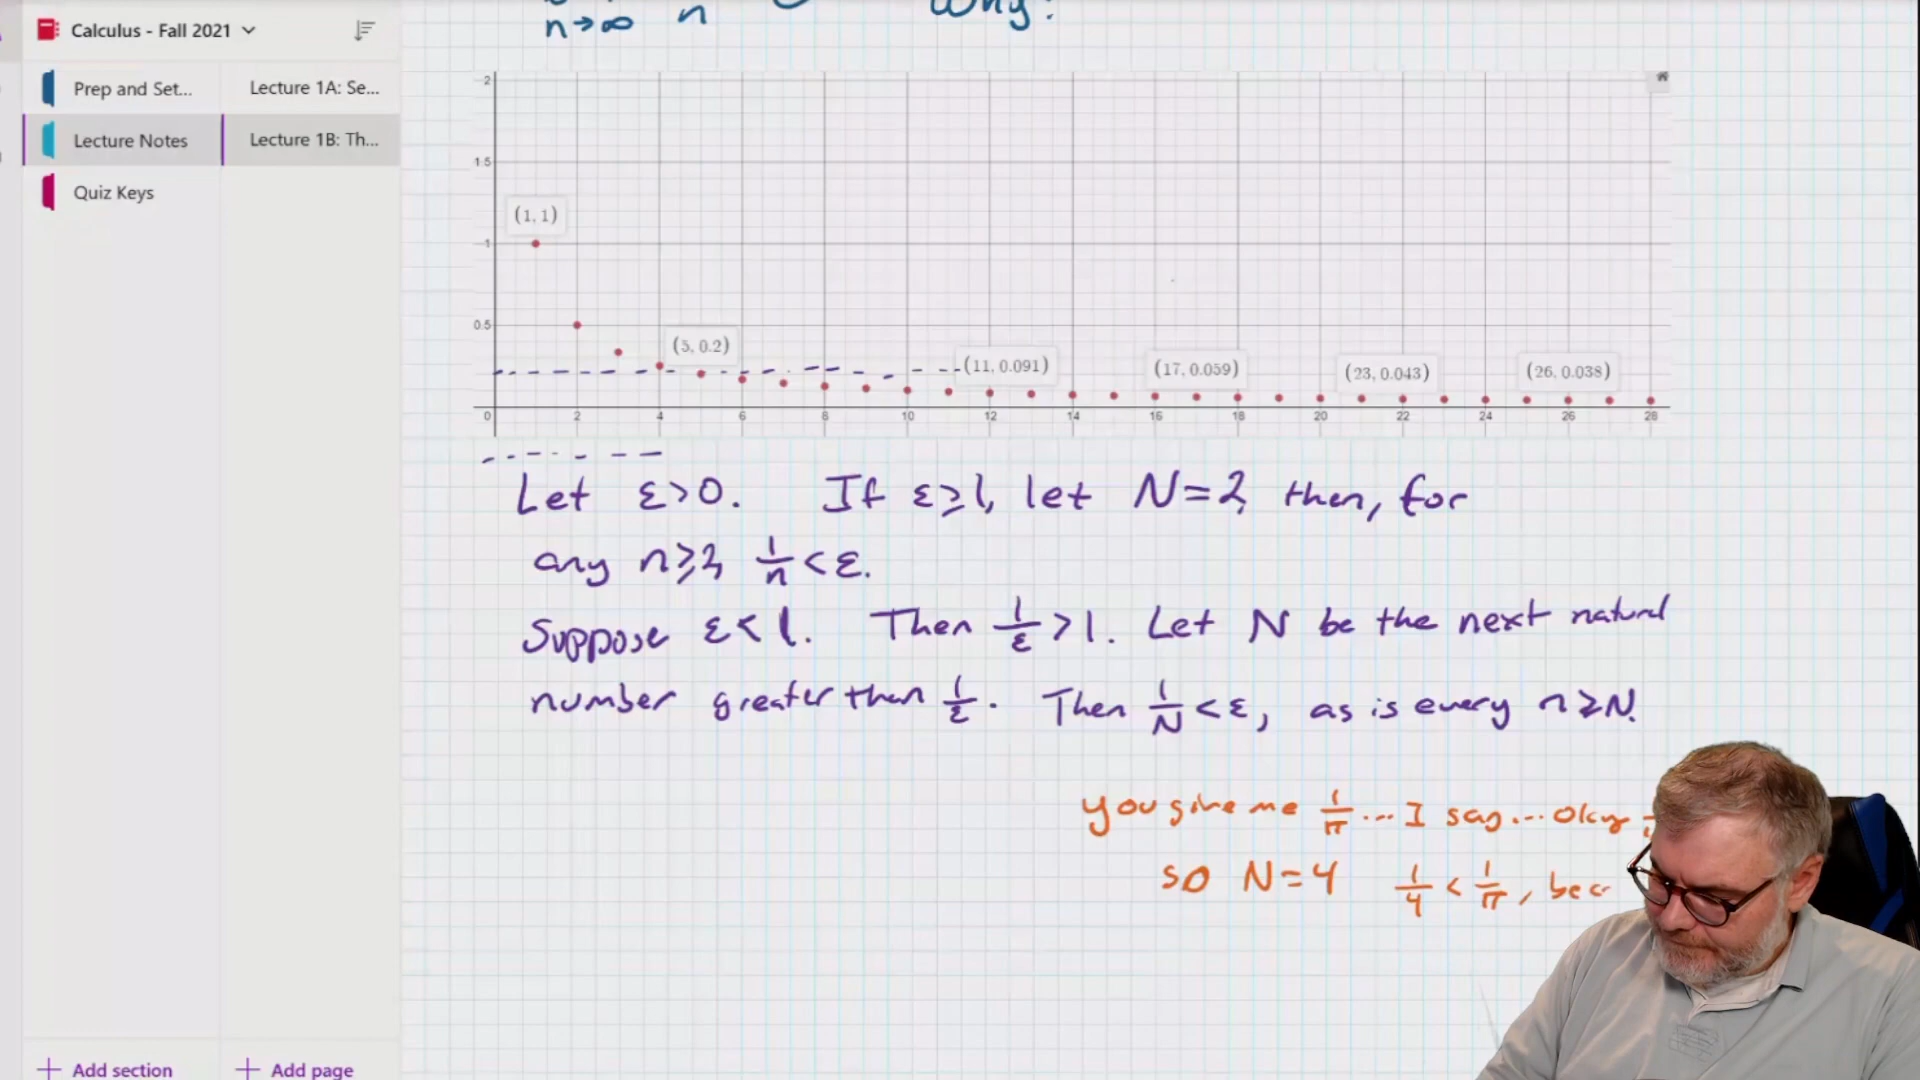 Calculus - Fall 2021
Prep and Set...
Lecture 1A: Se...
Lecture Notes
Lecture 1B: Th...
Quiz Keys
Add section
Add page
n→∞ n Why?
2
1.5
1
0.5
(1, 1)
(5, 0.2)
(11, 0.091)
(17, 0.059)
(23, 0.043)
(26, 0.038)
0 2 4 6 8 10 12 14 16 18 20 22 24 26 28
Let ε>0. If ε≥1, let N=2, then, for
any n≥2, 1/n < ε.
Suppose ε<1. Then 1/ε >1. Let N be the next natural
number greater than 1/ε. Then 1/N < ε, as is every n≥N.
you give me 1/π ... I say... okay
so N=4 1/4 < 1/π,